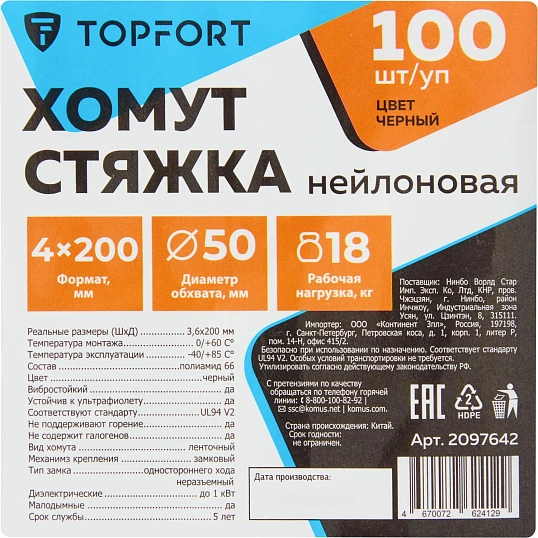 TOPFORT
100
шт/уп
ЦВЕТ
ЧЕРНЫЙ
ХОМУТ
СТЯЖКА нейлоновая
4×200
Формат,
мм
Ø50
Диаметр
обхвата, мм
18
Рабочая
нагрузка, кг
Реальные размеры (ШхД) 3,6х200 мм
Температура монтажа 0/+60 С°
Температура эксплуатации -40/+85 С°
Состав полиамид 66
Цвет черный
Вибростойкий да
Устойчив к ультрафиолету да
Соответствуют стандарту UL94 V2
Не поддерживают горение да
Не содержит галогенов да
Вид хомута ленточный
Механизм крепления замковый
Тип замка одностороннего хода
неразъемный
Диэлектрические до 1 кВт
Малодымные да
Срок службы 5 лет
Поставщик: Нинбо Ворлд Стар
Имп. Эксп. Ко, Лтд, КНР, пров.
Чжэцзян, г. Нинбо, район
Инчжоу, Индустриальная зона
Усян, ул. Цзинъян, 8, 315111.
Импортер: ООО «Континент Зпл», Россия, 197198,
г. Санкт-Петербург, Петровская коса, д.1, корп. 1, литер Р,
пом. 14-Н, офис 415/2.
Безопасно при использовании по назначению. Соответствует стандарту
UL94 V2. Особых условий транспортировки не требуется.
Утилизировать согласно действующему законодательству РФ.
С претензиями по качеству
обращаться по телефону горячей
линии: 8-800-100-82-92 |
ssc@komus.net | komus.com
Страна происхождения: Китай.
Срок годности:
не ограничен.
EAC
2
HDPE
Арт. 2097642
Дата производства:
4 670072 624129